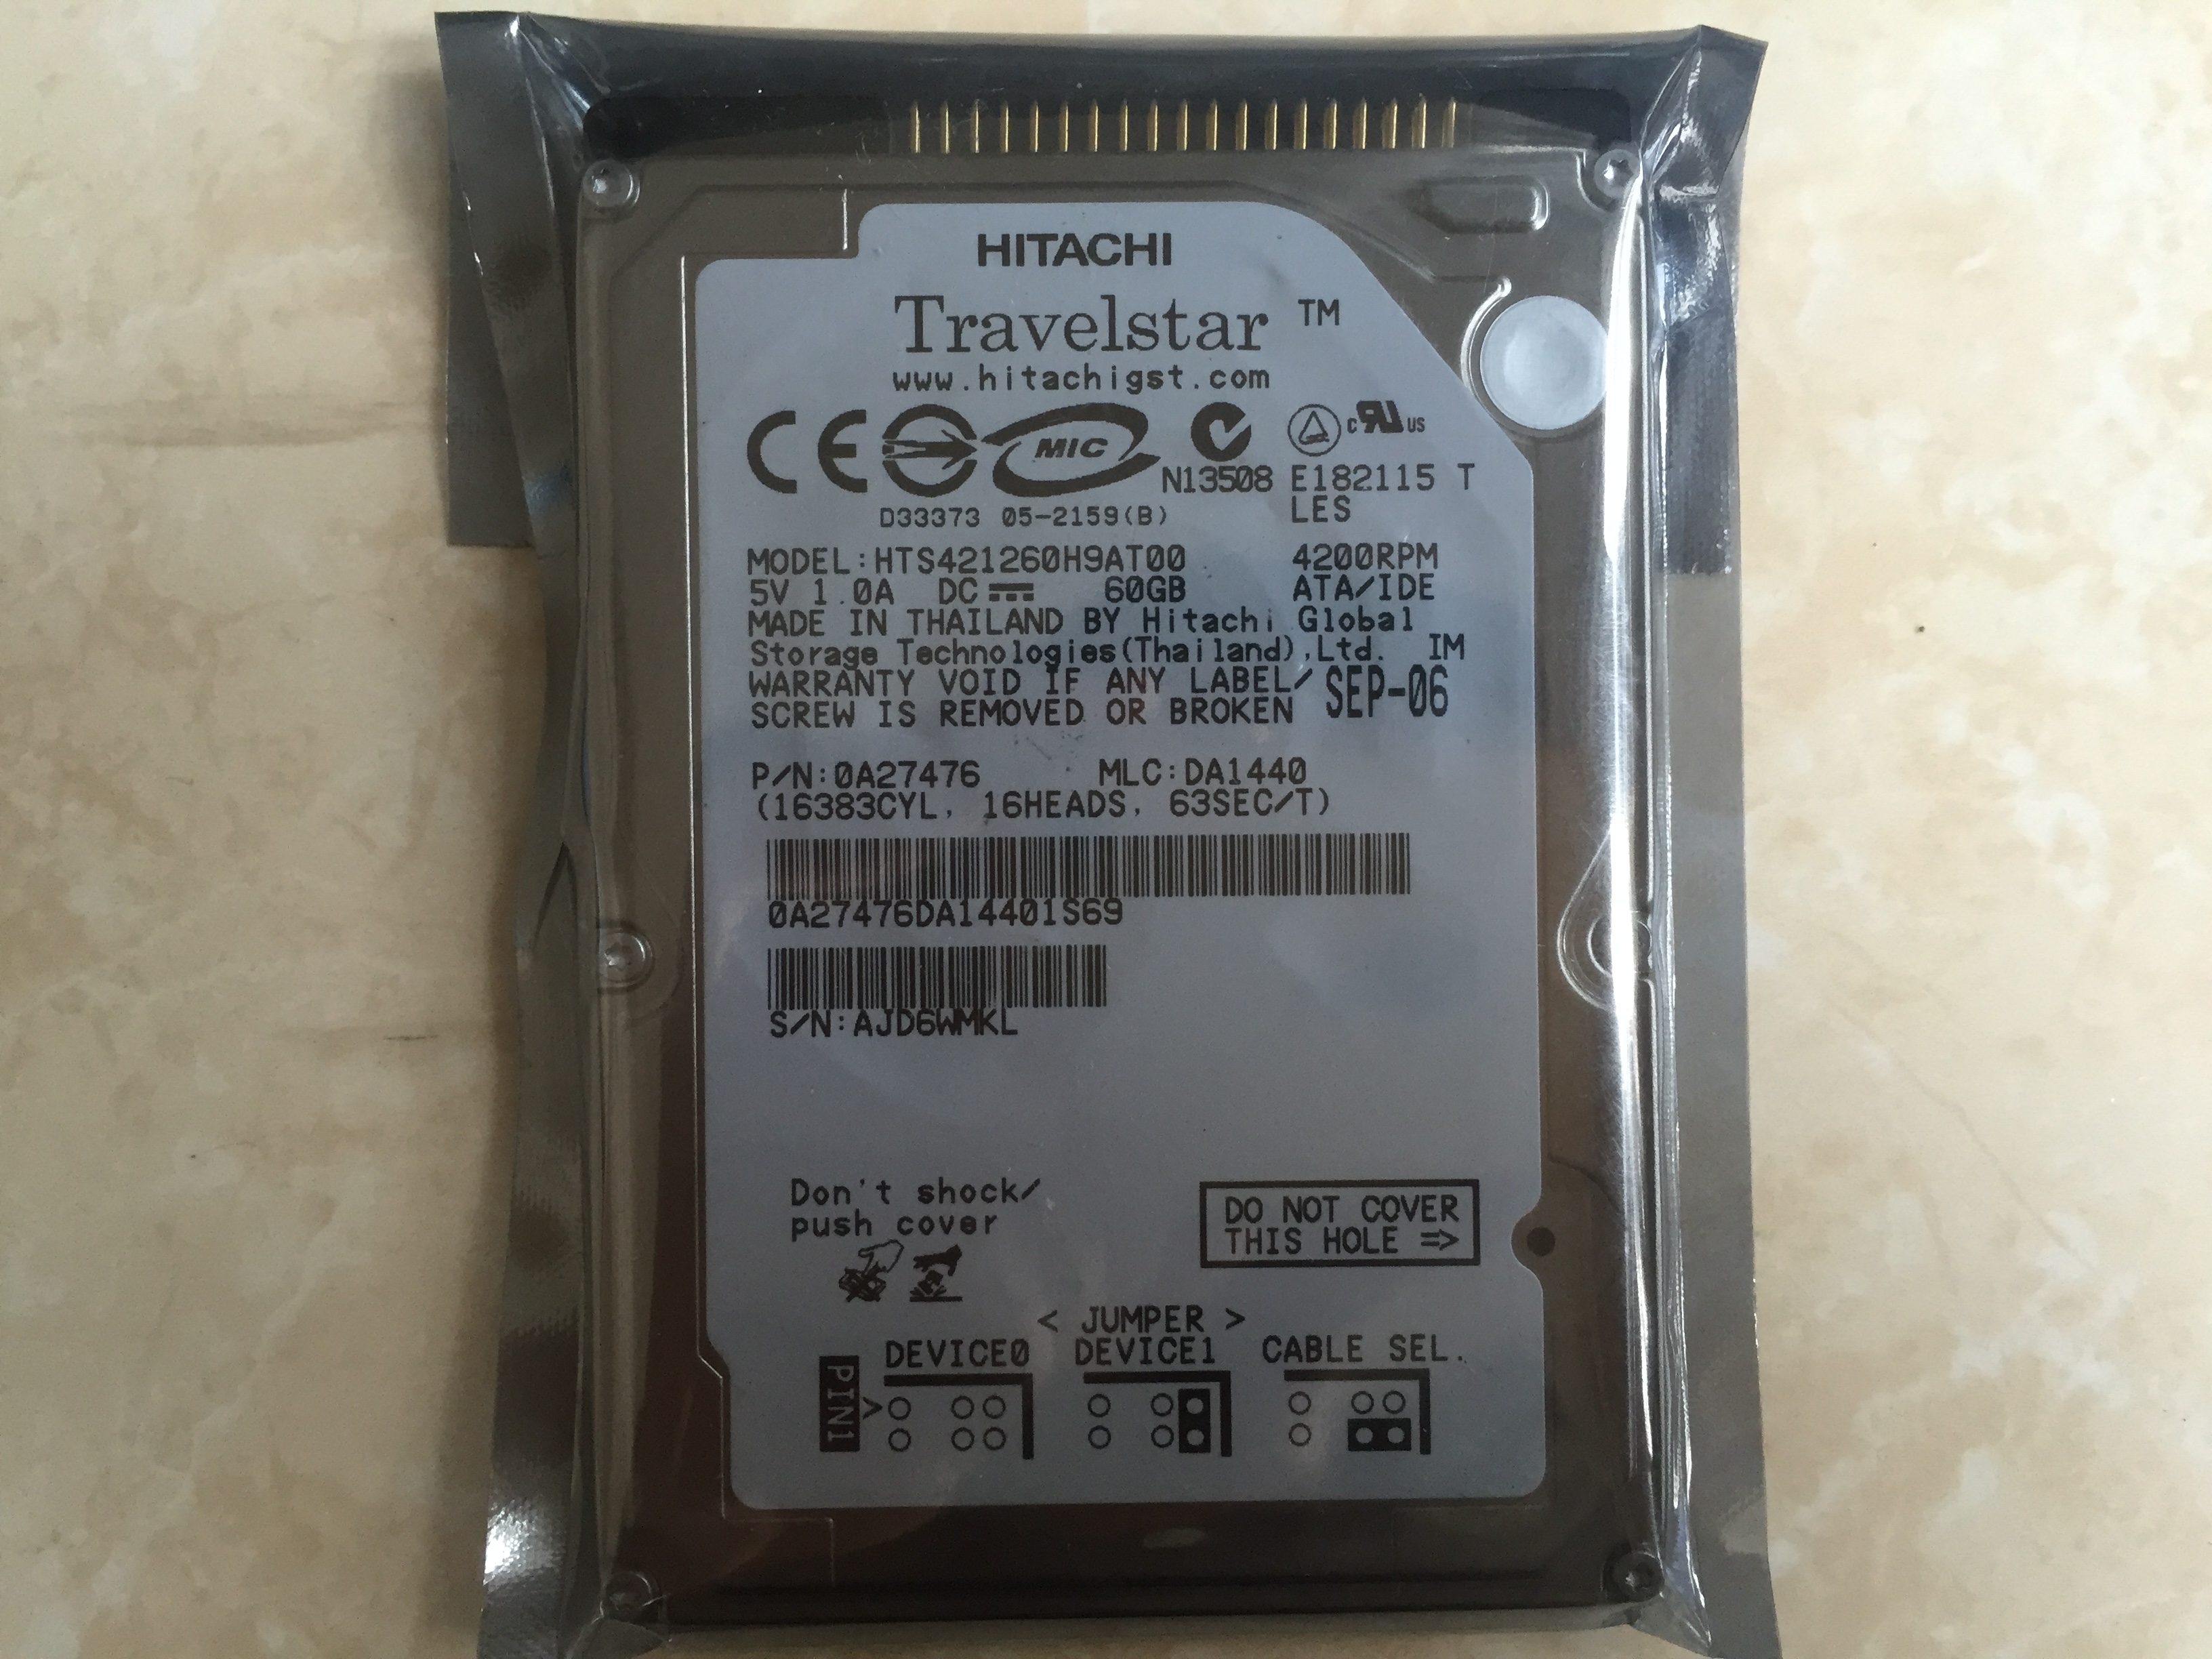 HITACHI
Travelstar ™
www.hitachigst.com
CE MIC c RU US
N13508 E182115 T
D33373 05-2159(B) LES
MODEL:HTS421260H9AT00 4200RPM
5V 1.0A DC 60GB ATA/IDE
MADE IN THAILAND BY Hitachi Global
Storage Technologies(Thailand),Ltd. IM
WARRANTY VOID IF ANY LABEL/ SEP-06
SCREW IS REMOVED OR BROKEN
P/N:0A27476 MLC:DA1440
(16383CYL, 16HEADS, 63SEC/T)
0A27476DA14401S69
S/N:AJD6WMKL
Don't shock/
push cover
DO NOT COVER
THIS HOLE =>
< JUMPER >
DEVICE0 DEVICE1 CABLE SEL.
PIN1